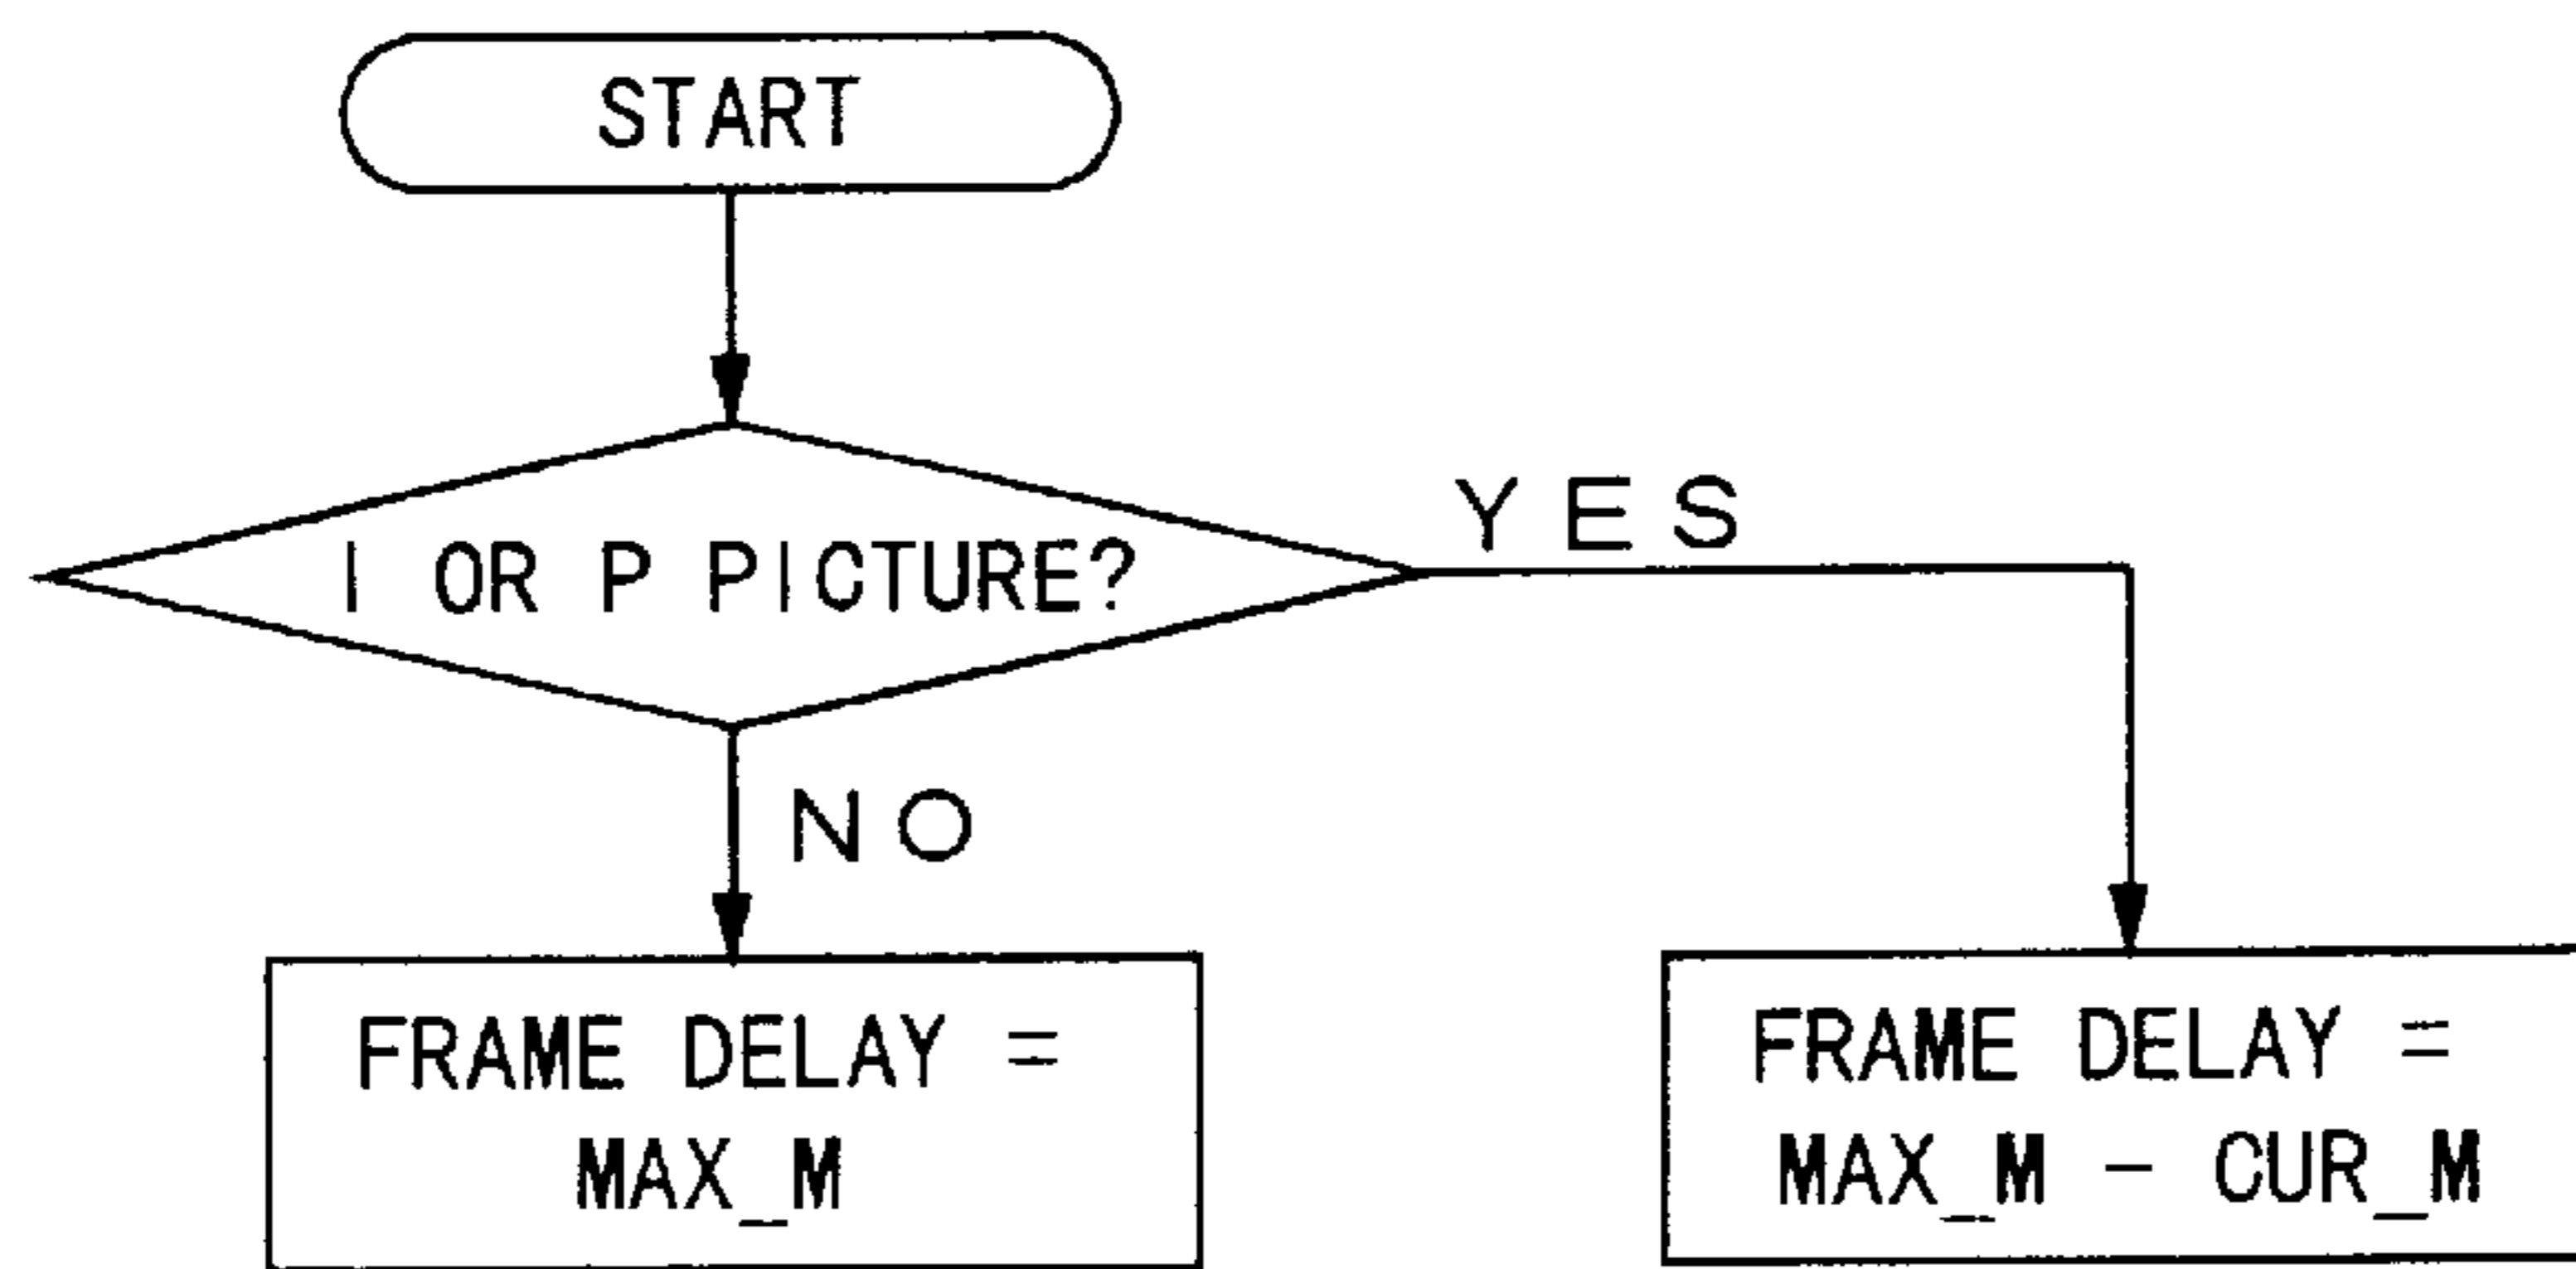 START
I OR P PICTURE?
YES
NO
FRAME DELAY =
MAX_M
FRAME DELAY =
MAX_M - CUR_M